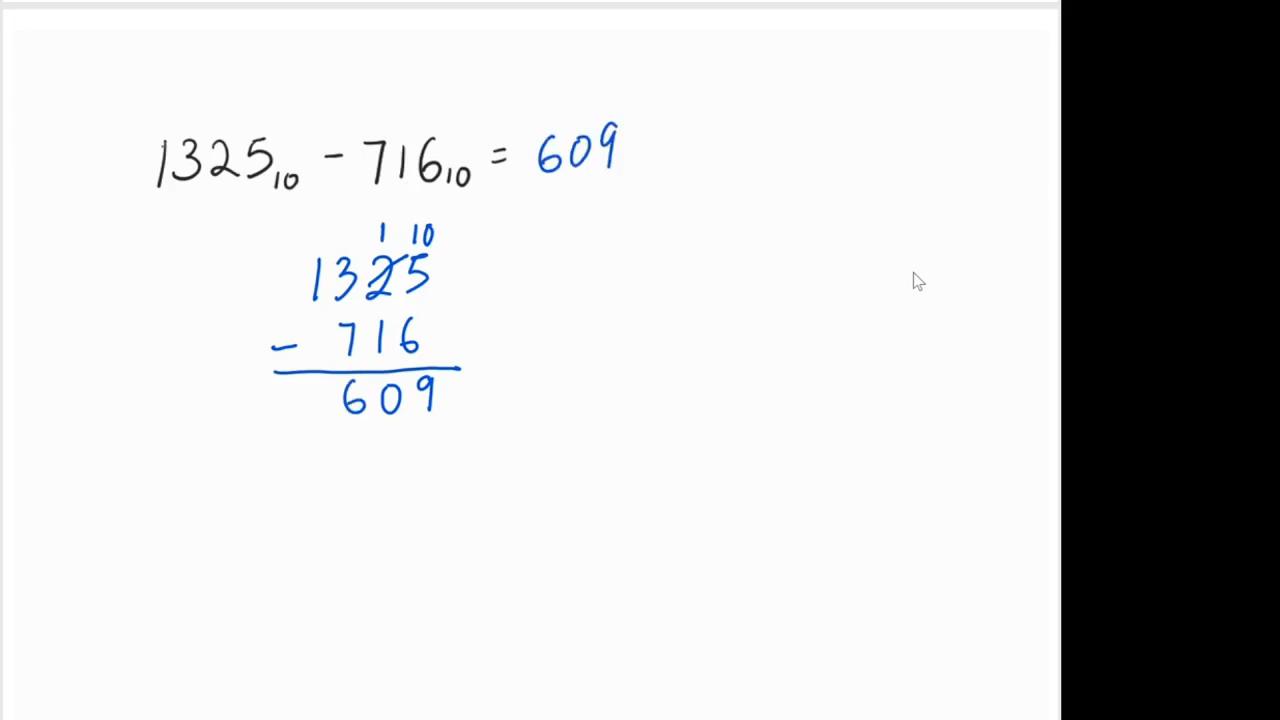 1325₁₀ - 716₁₀ = 609
1 10
1325
- 716
609